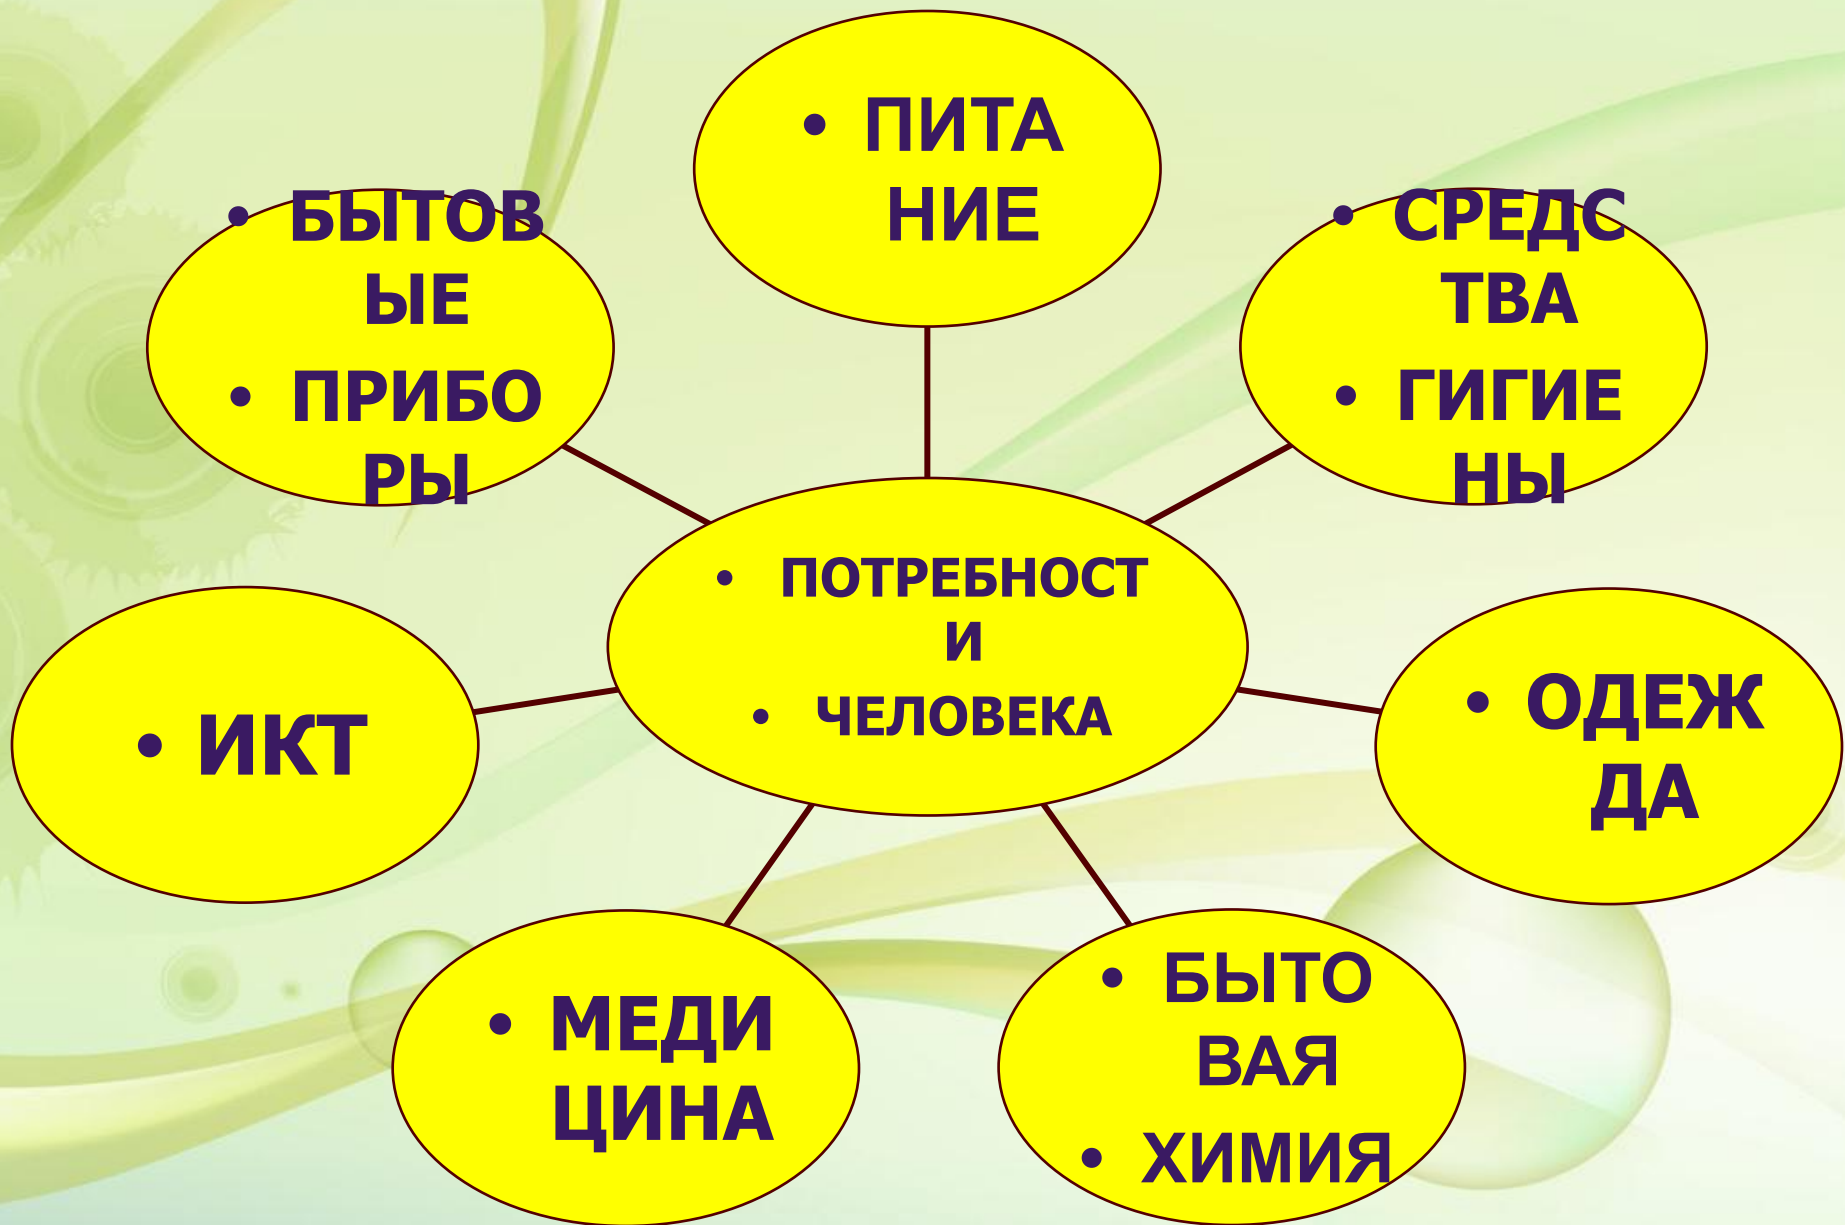 • ПИТА
НИЕ
• БЫТОВ
ЫЕ
• ПРИБО
РЫ
• СРЕДС
ТВА
• ГИГИЕ
НЫ
• ПОТРЕБНОСТ
И
• ЧЕЛОВЕКА
• ИКТ
• ОДЕЖ
ДА
• МЕДИ
ЦИНА
• БЫТО
ВАЯ
• ХИМИЯ